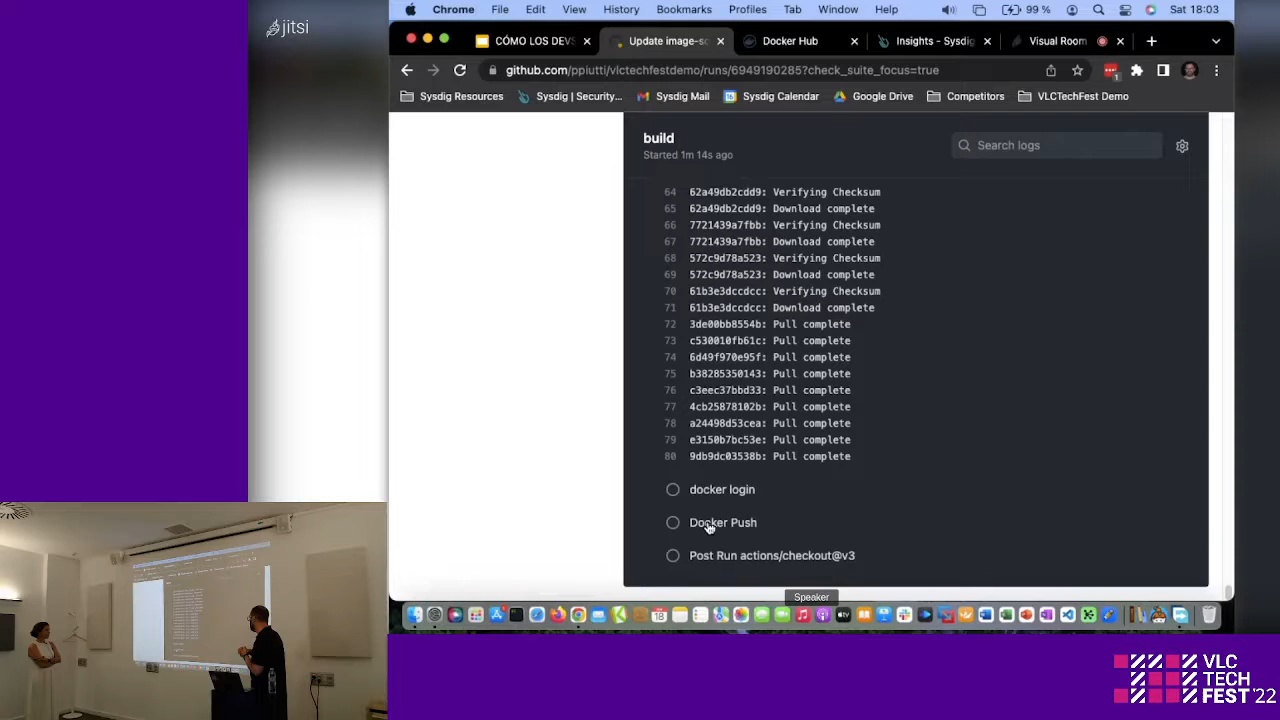 jitsi
Chrome File Edit View History Bookmarks Profiles Tab Window Help 99 % Sat 18:03
CÓMO LOS DEVS
Update image-sc
Docker Hub
Insights - Sysdig
Visual Room
github.com/ppiutti/vlctechfestdemo/runs/6949190285?check_suite_focus=true
Sysdig Resources Sysdig | Security... Sysdig Mail Sysdig Calendar Google Drive Competitors VLCTechFest Demo
build
Started 1m 14s ago
Search logs
64 62a49db2cdd9: Verifying Checksum
65 62a49db2cdd9: Download complete
66 7721439a7fbb: Verifying Checksum
67 7721439a7fbb: Download complete
68 572c9d78a523: Verifying Checksum
69 572c9d78a523: Download complete
70 61b3e3dccdcc: Verifying Checksum
71 61b3e3dccdcc: Download complete
72 3de00bb8554b: Pull complete
73 c530010fb61c: Pull complete
74 6d49f970e95f: Pull complete
75 b38285350143: Pull complete
76 c3eec37bbd33: Pull complete
77 4cb25878102b: Pull complete
78 a24498d53cea: Pull complete
79 e3150b7bc53e: Pull complete
80 9db9dc03538b: Pull complete
docker login
Docker Push
Post Run actions/checkout@v3
Speaker
VLC
TECH
FEST'22